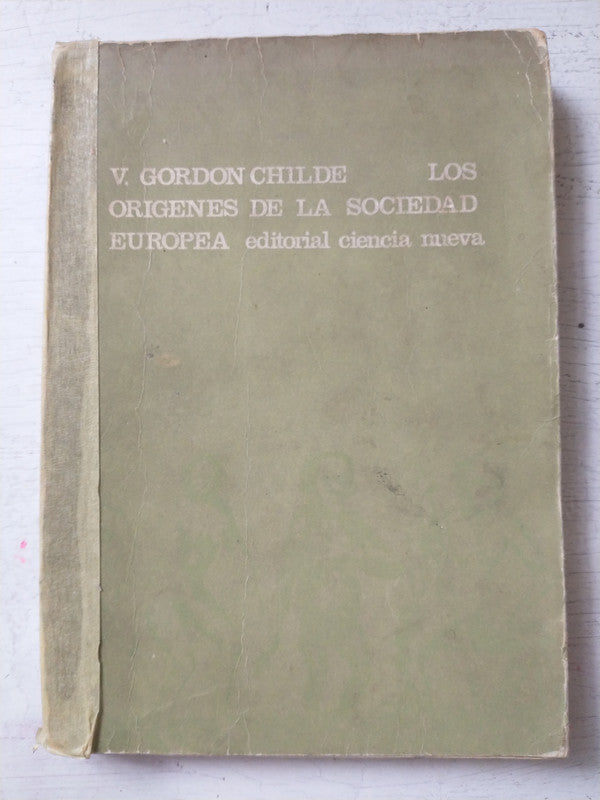 V. GORDON CHILDE LOS
ORIGENES DE LA SOCIEDAD
EUROPEA editorial ciencia nueva